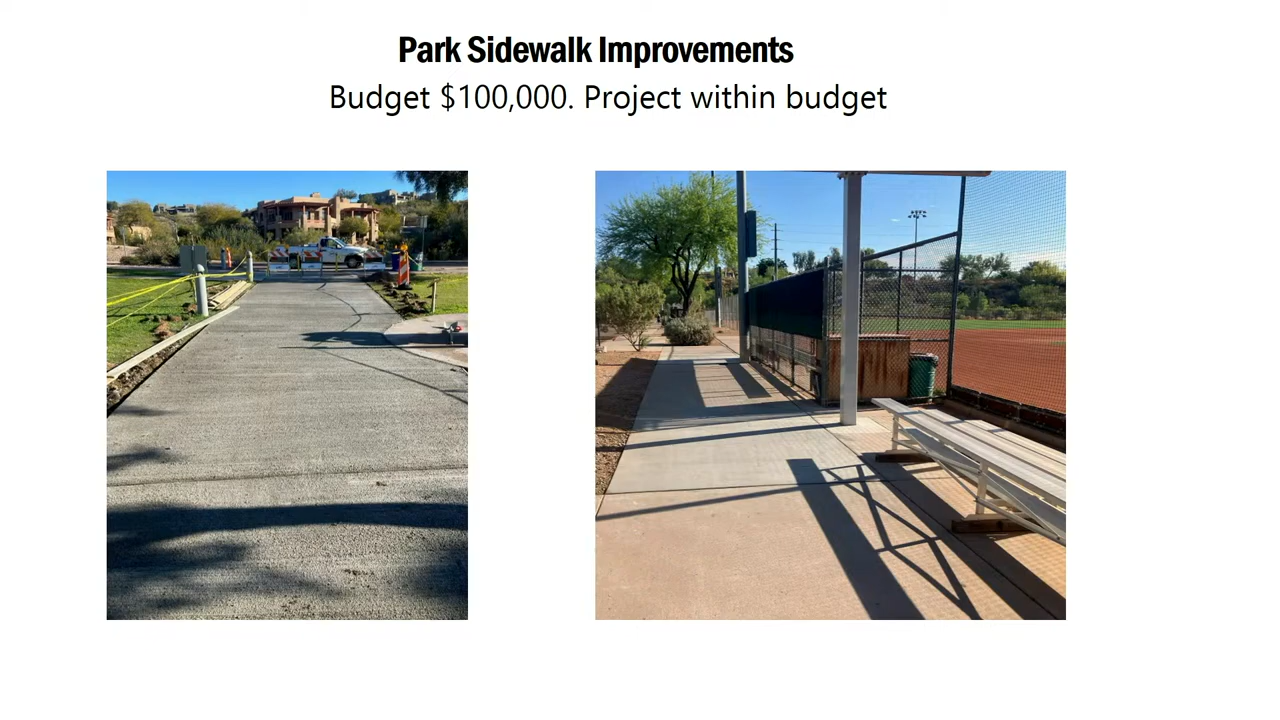 Park Sidewalk Improvements
Budget $100,000. Project within budget